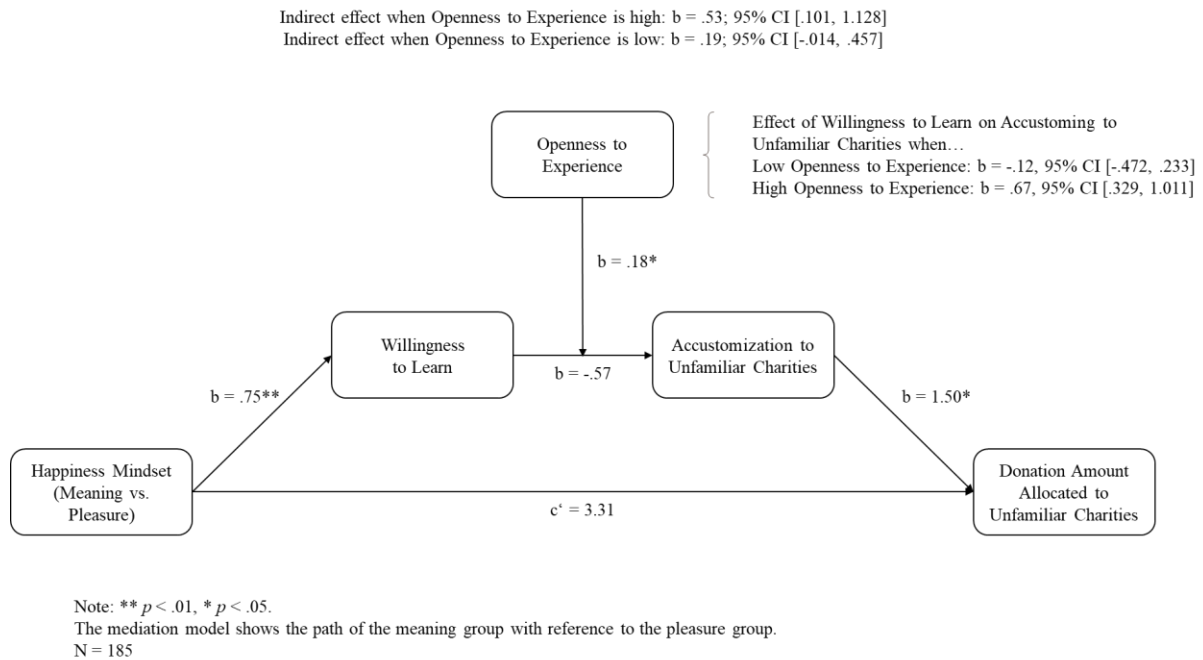 Indirect effect when Openness to Experience is high: b = .53; 95% CI [.101, 1.128]
Indirect effect when Openness to Experience is low: b = .19; 95% CI [-.014, .457]
Openness to
Experience
Effect of Willingness to Learn on Accustoming to
Unfamiliar Charities when…
Low Openness to Experience: b = -.12, 95% CI [-.472, .233]
High Openness to Experience: b = .67, 95% CI [.329, 1.011]
b = .18*
Willingness
to Learn
b = -.57
Accustomization to
Unfamiliar Charities
b = .75**
b = 1.50*
Happiness Mindset
(Meaning vs.
Pleasure)
c‘ = 3.31
Donation Amount
Allocated to
Unfamiliar Charities
Note: ** p < .01, * p < .05.
The mediation model shows the path of the meaning group with reference to the pleasure group.
N = 185